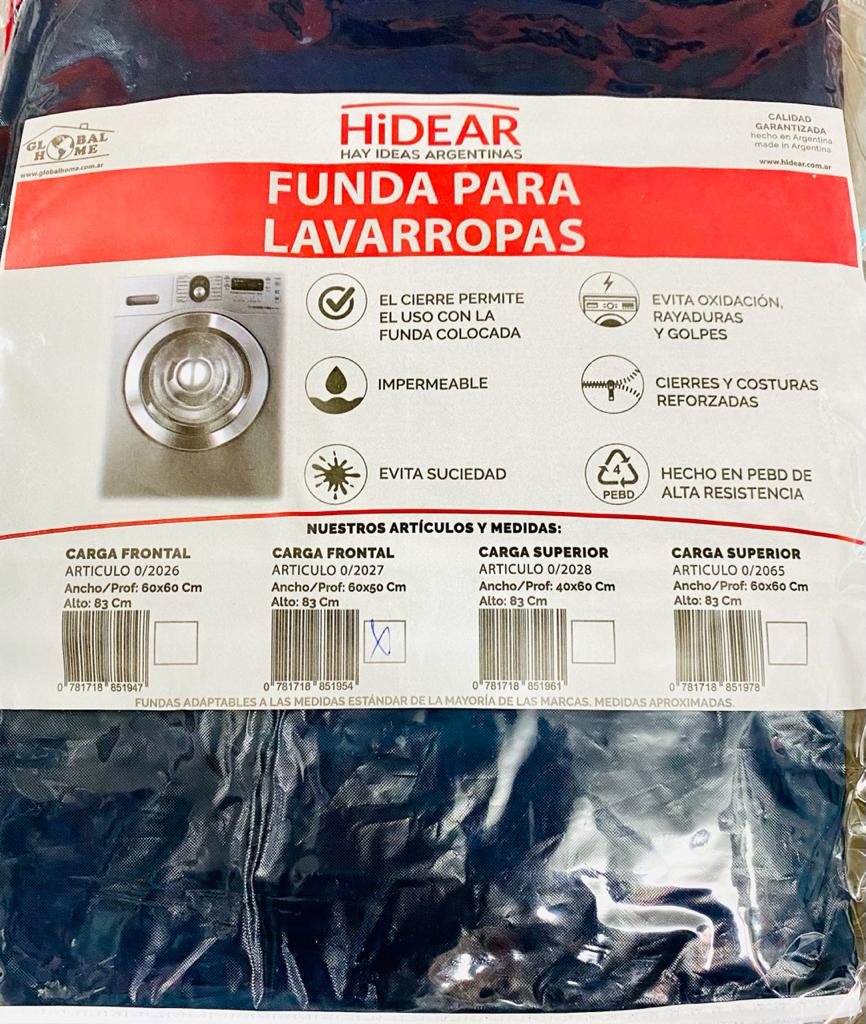 GLOBAL
HOME
www.globalhome.com.ar
HiDEAR
HAY IDEAS ARGENTINAS
CALIDAD
GARANTIZADA
hecho en Argentina
made in Argentina
www.hidear.com.ar
FUNDA PARA
LAVARROPAS
EL CIERRE PERMITE
EL USO CON LA
FUNDA COLOCADA
EVITA OXIDACIÓN,
RAYADURAS
Y GOLPES
IMPERMEABLE
CIERRES Y COSTURAS
REFORZADAS
EVITA SUCIEDAD
4
PEBD
HECHO EN PEBD DE
ALTA RESISTENCIA
NUESTROS ARTÍCULOS Y MEDIDAS:
CARGA FRONTAL
ARTICULO 0/2026
Ancho/Prof: 60x60 Cm
Alto: 83 Cm
0 781718 851947
CARGA FRONTAL
ARTICULO 0/2027
Ancho/Prof: 60x50 Cm
Alto: 83 Cm
X
0 781718 851954
CARGA SUPERIOR
ARTICULO 0/2028
Ancho/Prof: 40x60 Cm
Alto: 83 Cm
0 781718 851961
CARGA SUPERIOR
ARTICULO 0/2065
Ancho/Prof: 60x60 Cm
Alto: 83 Cm
0 781718 851978
FUNDAS ADAPTABLES A LAS MEDIDAS ESTÁNDAR DE LA MAYORÍA DE LAS MARCAS. MEDIDAS APROXIMADAS.